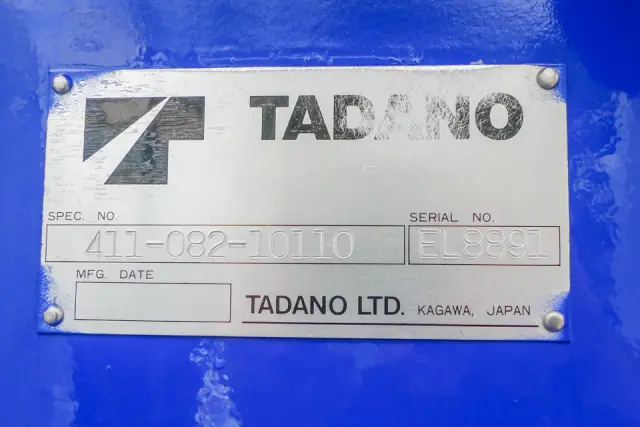 TADANO
SPEC. NO. SERIAL NO.
411-082-10110 EL8891
MFG. DATE
TADANO LTD. KAGAWA, JAPAN